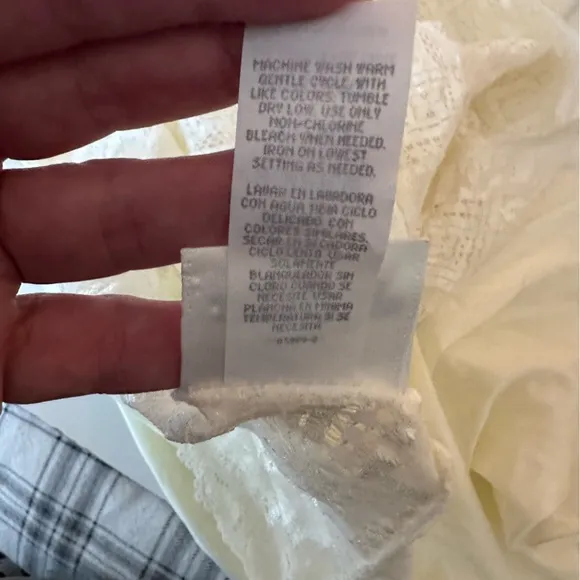 MACHINE WASH WARM
GENTLE CYCLE WITH
LIKE COLORS. TUMBLE
DRY LOW. USE ONLY
NON-CHLORINE
BLEACH WHEN NEEDED.
IRON ON LOWEST
SETTING AS NEEDED.
LAVAR EN LAVADORA
CON AGUA TIBIA CICLO
DELICADO CON
COLORES SIMILARES.
SECAR EN SECADORA
CICLO LENTO USAR
SOLAMENTE
BLANQUEADOR SIN
CLORO CUANDO SE
NECESITE USAR
PLANCHA EN MINIMA
TEMPERATURA SI SE
NECESITA